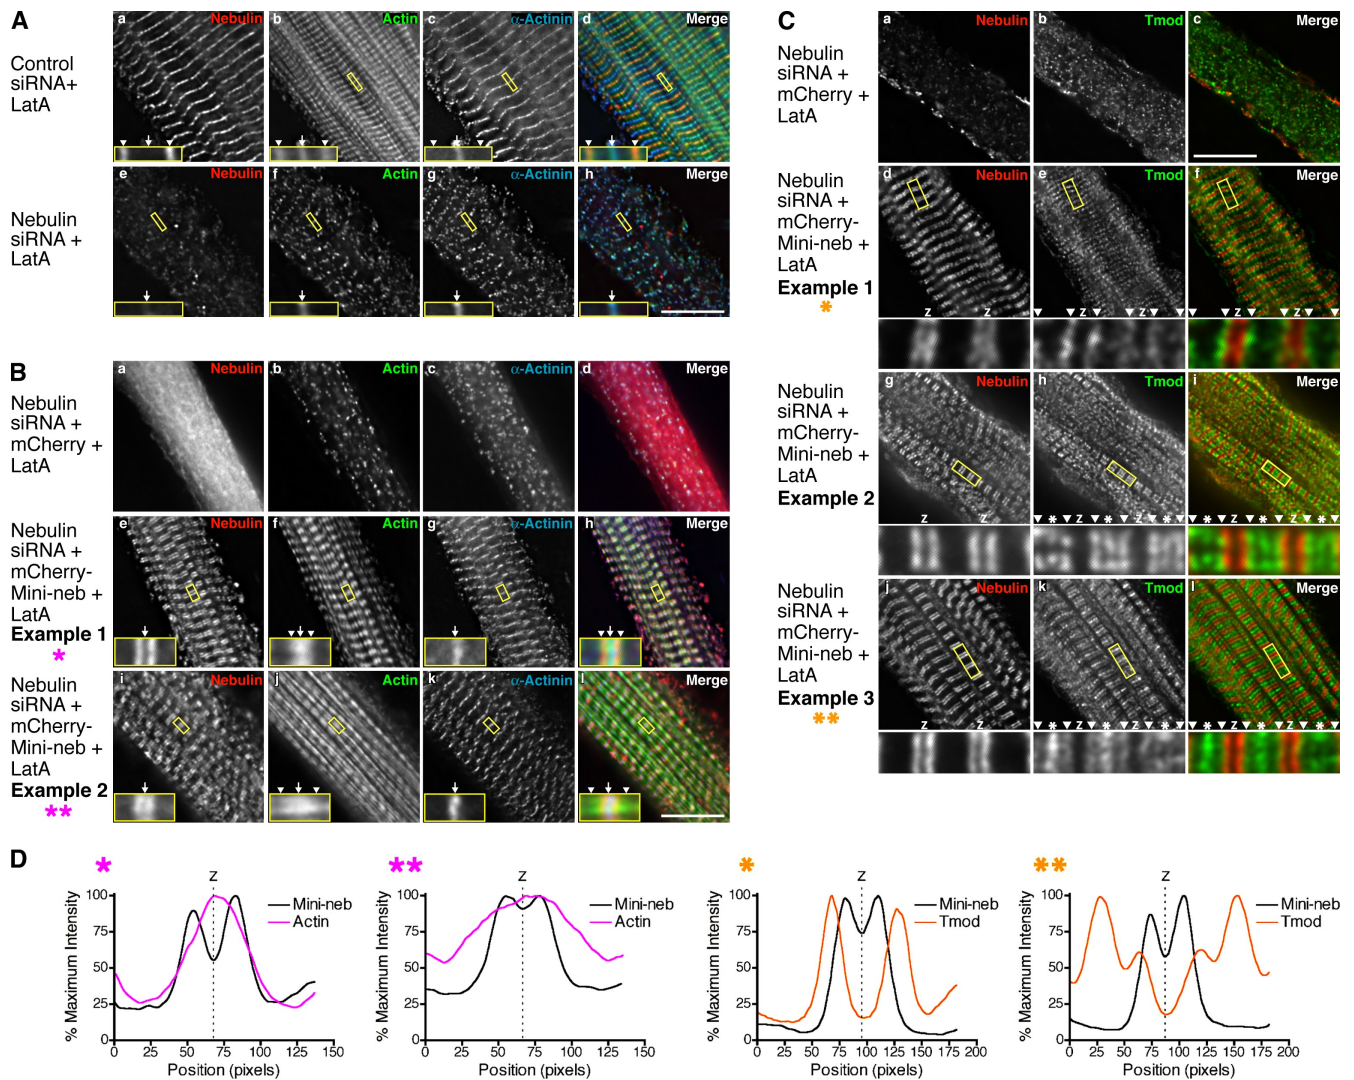 A
Control
siRNA+
LatA
a Nebulin
b Actin
c α-Actinin
d Merge
Nebulin
siRNA +
LatA
e Nebulin
f Actin
g α-Actinin
h Merge
B
Nebulin
siRNA +
mCherry +
LatA
a Nebulin
b Actin
c α-Actinin
d Merge
Nebulin
siRNA +
mCherry-
Mini-neb +
LatA
Example 1
*
e Nebulin
f Actin
g α-Actinin
h Merge
Nebulin
siRNA +
mCherry-
Mini-neb +
LatA
Example 2
**
i Nebulin
j Actin
k α-Actinin
l Merge
C
Nebulin
siRNA +
mCherry +
LatA
a Nebulin
b Tmod
c Merge
Nebulin
siRNA +
mCherry-
Mini-neb +
LatA
Example 1
*
d Nebulin
e Tmod
f Merge
z z
z z
z z
Nebulin
siRNA +
mCherry-
Mini-neb +
LatA
Example 2
g Nebulin
h Tmod
i Merge
z z
* z * z *
* z * z *
Nebulin
siRNA +
mCherry-
Mini-neb +
LatA
Example 3
**
j Nebulin
k Tmod
l Merge
z z
* z * z *
* z * z *
D
*
z
% Maximum Intensity
100
75
50
25
0
0 25 50 75 100 125 150
Position (pixels)
Mini-neb
Actin
**
z
% Maximum Intensity
100
75
50
25
0
0 25 50 75 100 125 150
Position (pixels)
Mini-neb
Actin
*
z
% Maximum Intensity
100
75
50
25
0
0 25 50 75 100 125 150 175 200
Position (pixels)
Mini-neb
Tmod
**
z
% Maximum Intensity
100
75
50
25
0
0 25 50 75 100 125 150 175 200
Position (pixels)
Mini-neb
Tmod